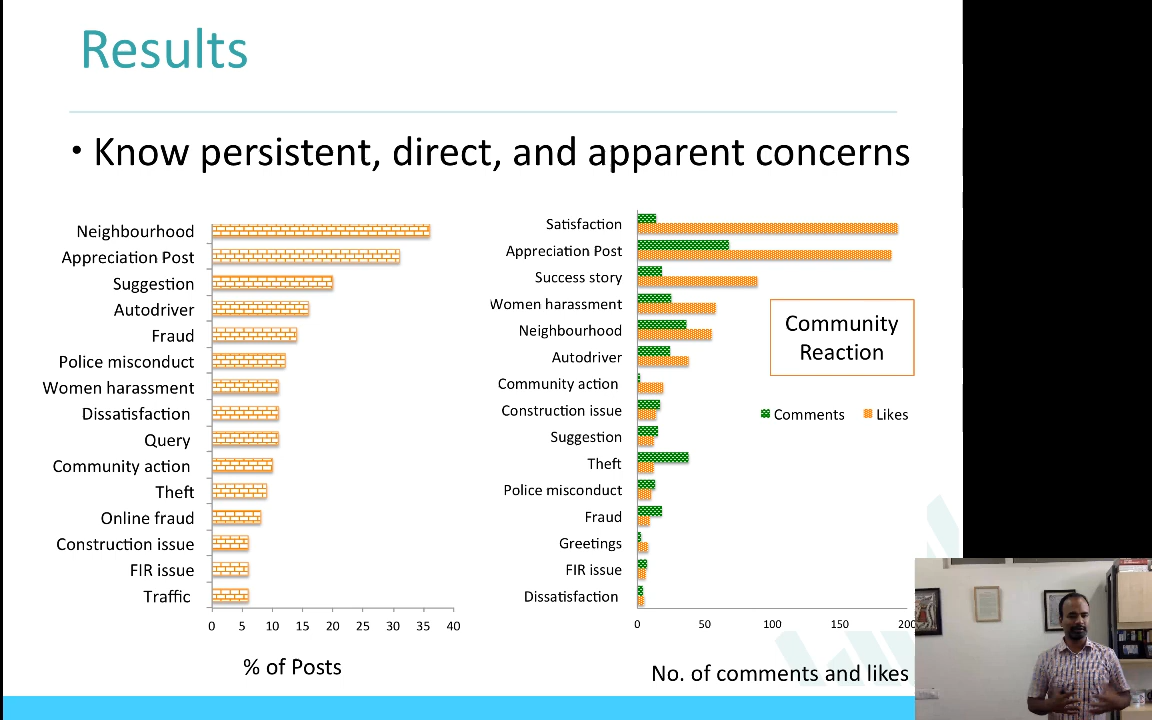 Results
• Know persistent, direct, and apparent concerns
Neighbourhood
Appreciation Post
Suggestion
Autodriver
Fraud
Police misconduct
Women harassment
Dissatisfaction
Query
Community action
Theft
Online fraud
Construction issue
FIR issue
Traffic
0 5 10 15 20 25 30 35 40
% of Posts
Satisfaction
Appreciation Post
Success story
Women harassment
Neighbourhood
Autodriver
Community action
Construction issue
Suggestion
Theft
Police misconduct
Fraud
Greetings
FIR issue
Dissatisfaction
0 50 100 150 200
No. of comments and likes
Community
Reaction
Comments Likes